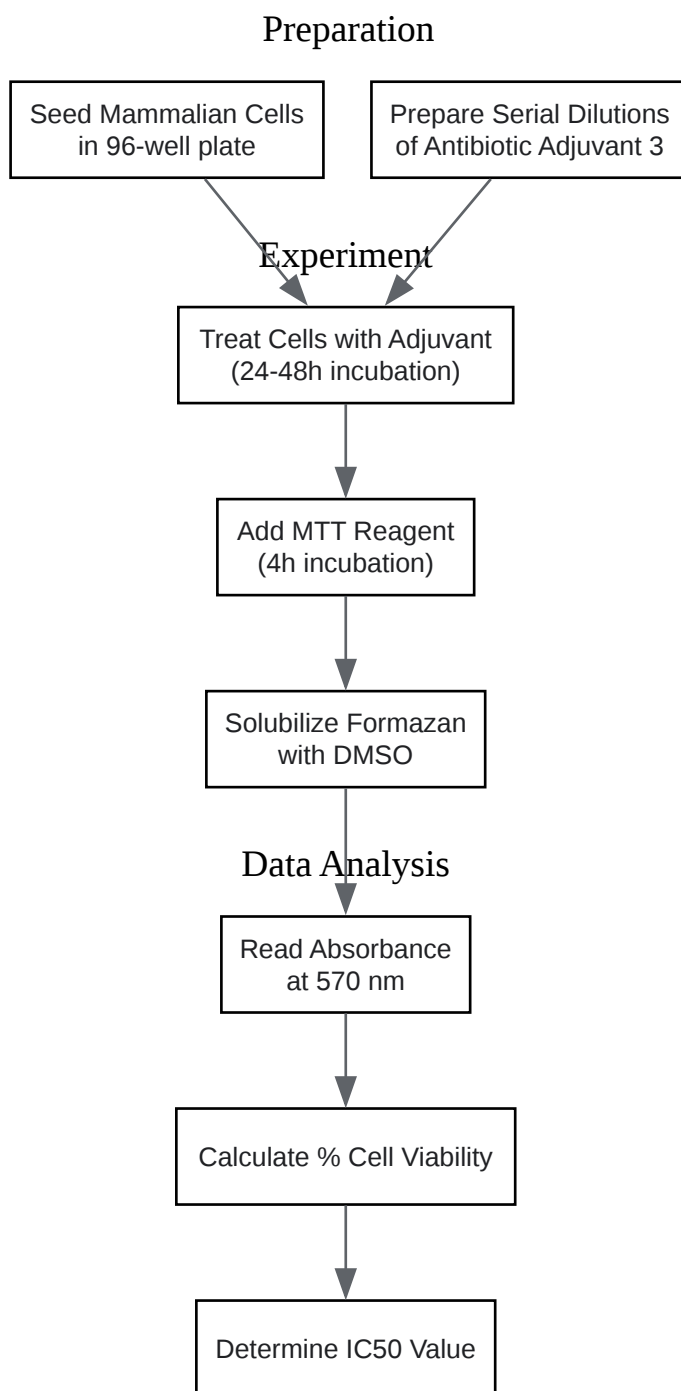 Preparation
Seed Mammalian Cells
in 96-well plate
Prepare Serial Dilutions
of Antibiotic Adjuvant 3
Experiment
Treat Cells with Adjuvant
(24-48h incubation)
Add MTT Reagent
(4h incubation)
Solubilize Formazan
with DMSO
Data Analysis
Read Absorbance
at 570 nm
Calculate % Cell Viability
Determine IC50 Value